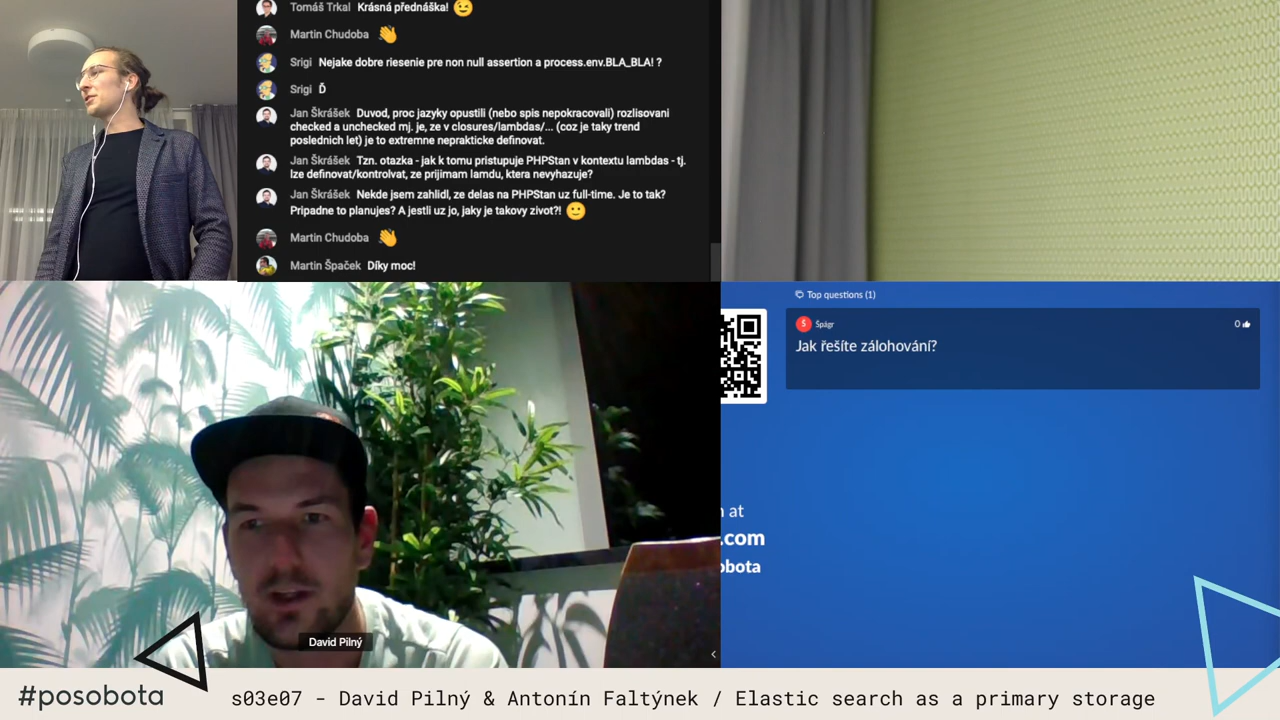 Tomáš Trkal Krásná přednáška! 😉
Martin Chudoba 👏
Srigi Nejake dobre riesenie pre non null assertion a process.env.BLA_BLA! ?
Srigi Ď
Jan Škrášek Duvod, proc jazyky opustili (nebo spis nepokracovali) rozlisovani
checked a unchecked mj. je, ze v closures/lambdas/... (coz je taky trend
poslednich let) je to extremne neprakticke definovat.
Jan Škrášek Tzn. otazka - jak k tomu pristupuje PHPStan v kontextu lambdas - tj.
lze definovat/kontrolvat, ze prijimam lamdu, ktera nevyhazuje?
Jan Škrášek Nekde jsem zahlidl, ze delas na PHPStan uz full-time. Je to tak?
Pripadne to planujes? A jestli uz jo, jaky je takovy zivot?! 🙂
Martin Chudoba 👏
Martin Špaček Díky moc!
Top questions (1)
Š Špágr 0
Jak řešíte zálohování?
at
.com
obota
David Pilný
#posobota s03e07 - David Pilný & Antonín Faltýnek / Elastic search as a primary storage